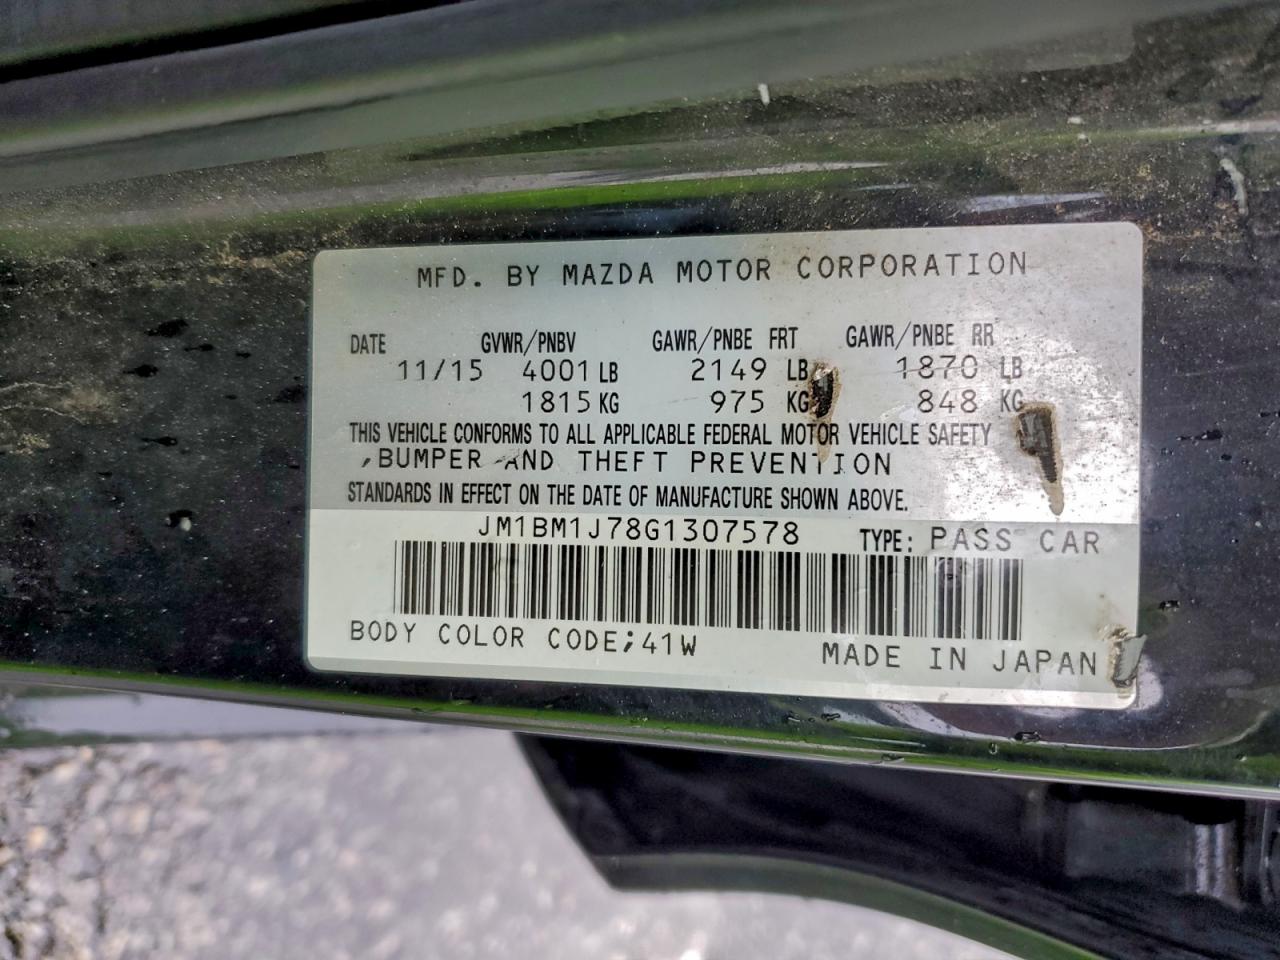 MFD. BY MAZDA MOTOR CORPORATION
DATE GVWR/PNBV GAWR/PNBE FRT GAWR/PNBE RR
11/15 4001 LB 2149 LB 1870 LB
1815 KG 975 KG 848 KG
THIS VEHICLE CONFORMS TO ALL APPLICABLE FEDERAL MOTOR VEHICLE SAFETY
,BUMPER AND THEFT PREVENTION
STANDARDS IN EFFECT ON THE DATE OF MANUFACTURE SHOWN ABOVE.
JM1BM1J78G1307578 TYPE: PASS CAR
BODY COLOR CODE;41W MADE IN JAPAN